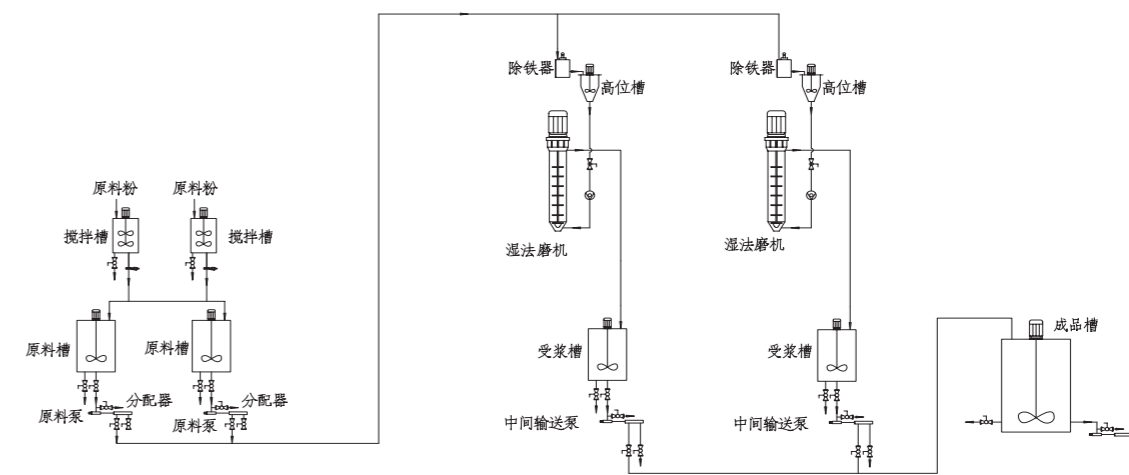 除铁器
除铁器
高位槽
高位槽
原料粉
原料粉
搅拌槽
搅拌槽
湿法磨机
湿法磨机
成品槽
原料槽
原料槽
受浆槽
受浆槽
分配器
分配器
原料泵
原料泵
中间输送泵
中间输送泵